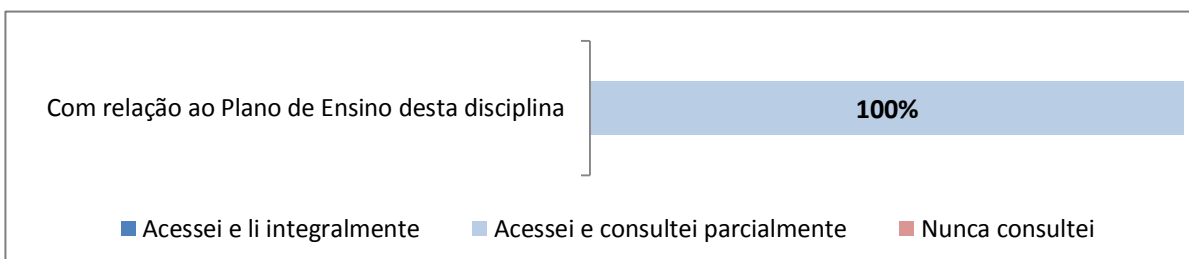 Com relação ao Plano de Ensino desta disciplina
100%
Acessei e li integralmente
Acessei e consultei parcialmente
Nunca consultei